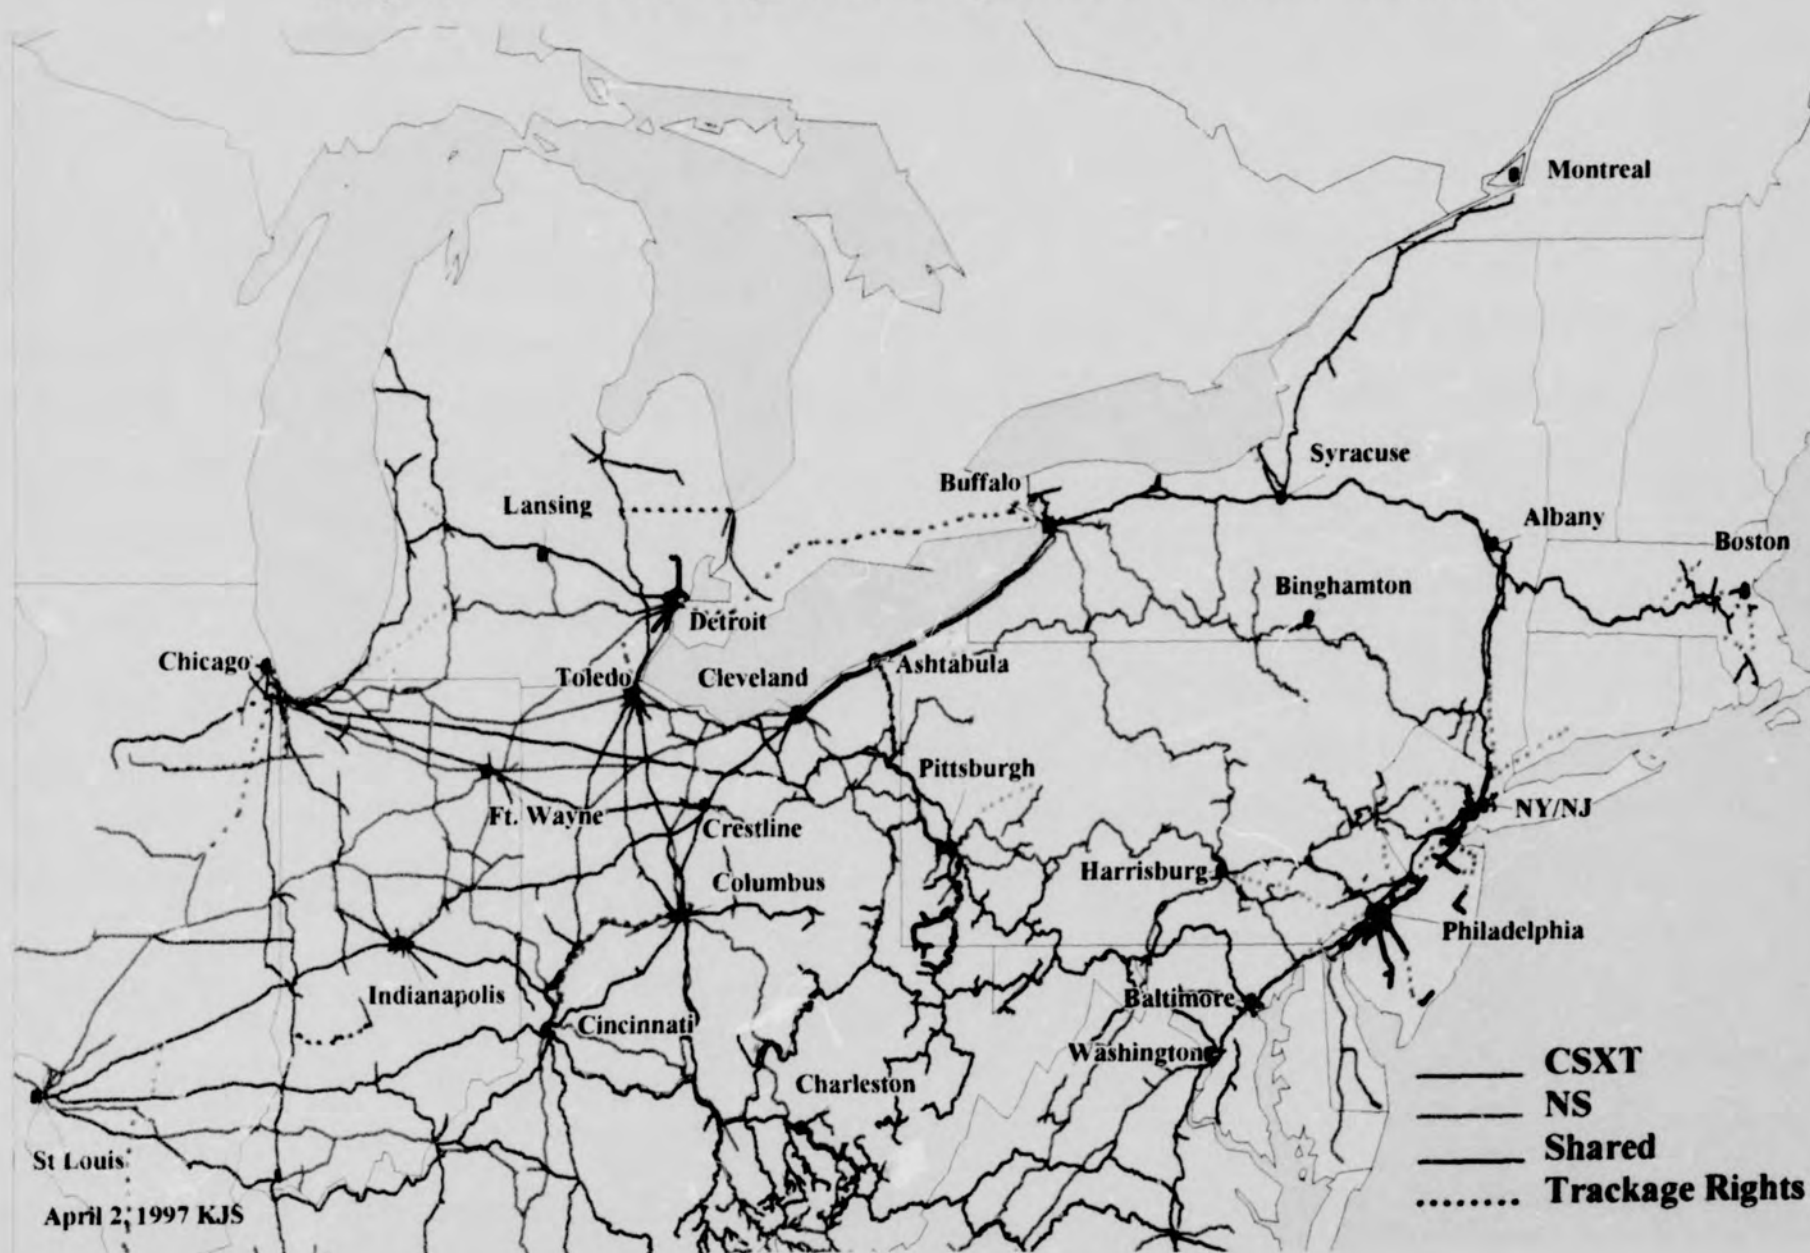 Montreal
Syracuse
Buffalo
Lansing
Albany
Boston
Binghamton
Detroit
Chicago
Toledo
Cleveland
Ashtabula
Pittsburgh
Ft. Wayne
NY/NJ
Crestline
Harrisburg
Columbus
Philadelphia
Indianapolis
Baltimore
Cincinnati
Washington
CSXT
Charleston
NS
Shared
St Louis
Trackage Rights
April 2, 1997 KJS